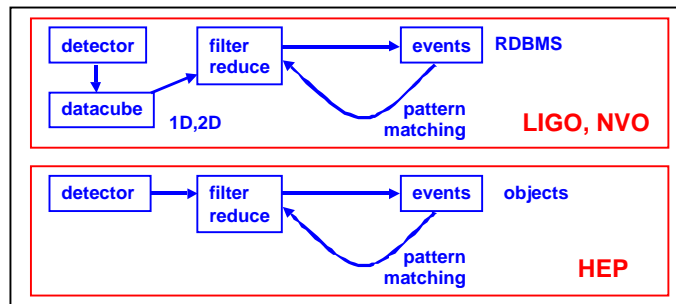 detector
filter
reduce
events
RDBMS
datacube
1D,2D
pattern
matching
LIGO, NVO
detector
filter
reduce
events
objects
pattern
matching
HEP